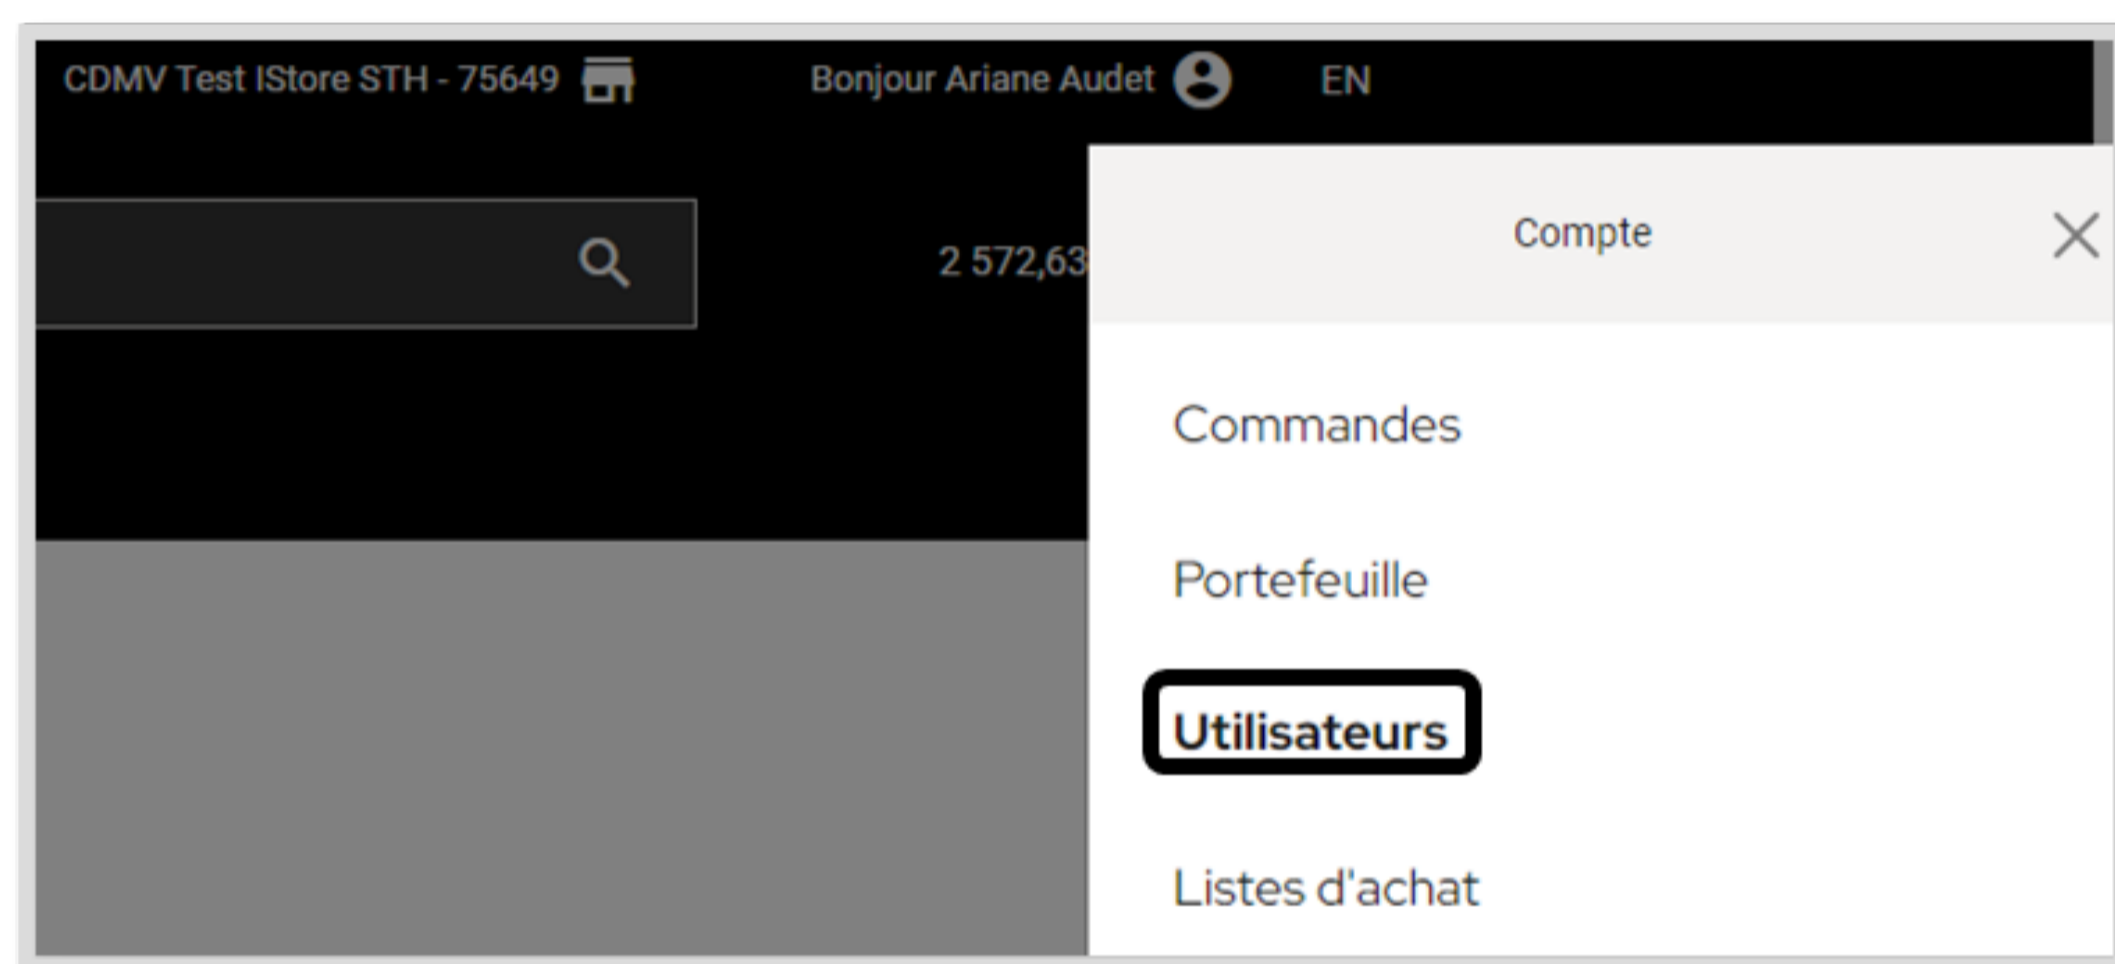 CDMV Test IStore STH - 75649
Bonjour Ariane Audet
EN
2 572,63
Compte
Commandes
Portefeuille
Utilisateurs
Listes d'achat